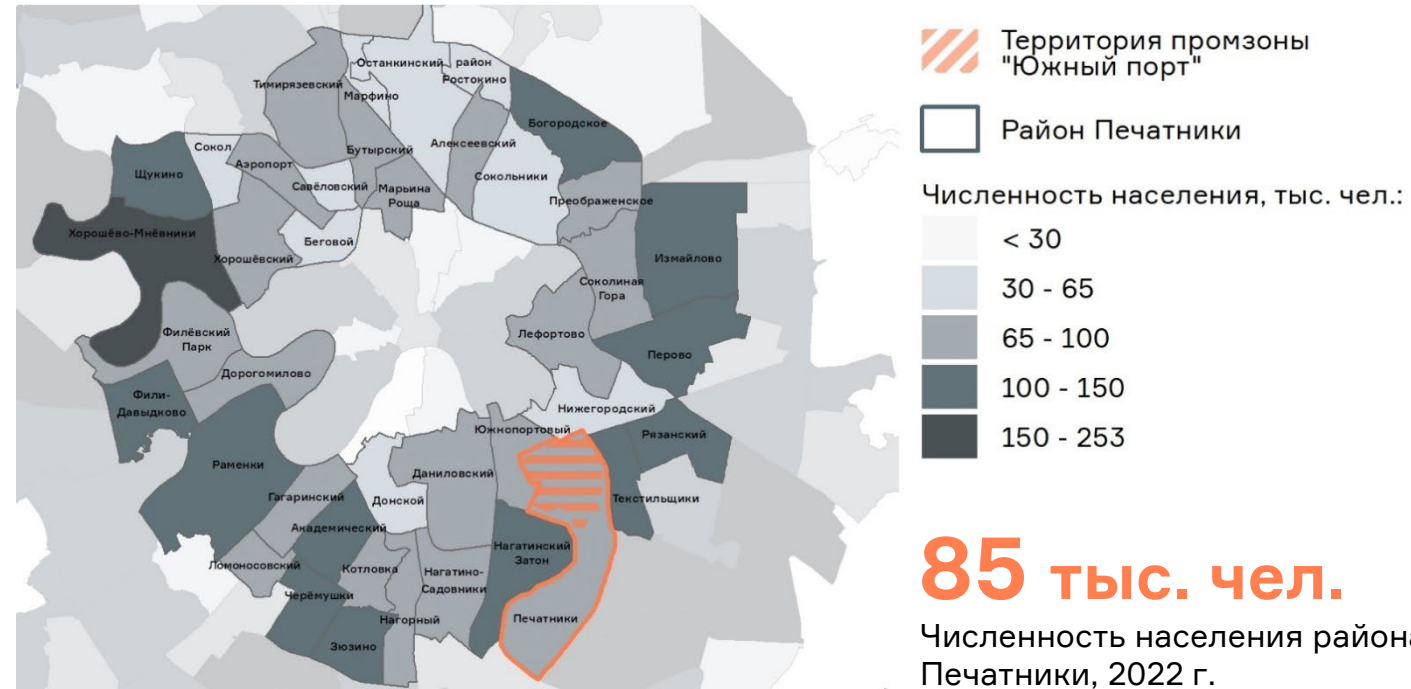 Останкинский
район
Ростокино
Тимирязевский
Марфино
Богородское
Сокол
Бутырский
Алексеевский
Аэропорт
Щукино
Сокольники
Савёловский
Марьина
Роща
Преображенское
Хорошёво-Мнёвники
Беговой
Хорошёвский
Измайлово
Соколиная
Гора
Филёвский
Парк
Лефортово
Перово
Дорогомилово
Фили-
Давыдково
Нижегородский
Южнопортовый
Рязанский
Раменки
Даниловский
Гагаринский
Донской
Текстильщики
Академический
Нагатинский
Затон
Ломоносовский
Котловка
Нагатино-
Садовники
Черёмушки
Нагорный
Печатники
Зюзино
Территория промзоны
"Южный порт"
Район Печатники
Численность населения, тыс. чел.:
< 30
30 - 65
65 - 100
100 - 150
150 - 253
85 тыс. чел.
Численность населения района
Печатники, 2022 г.